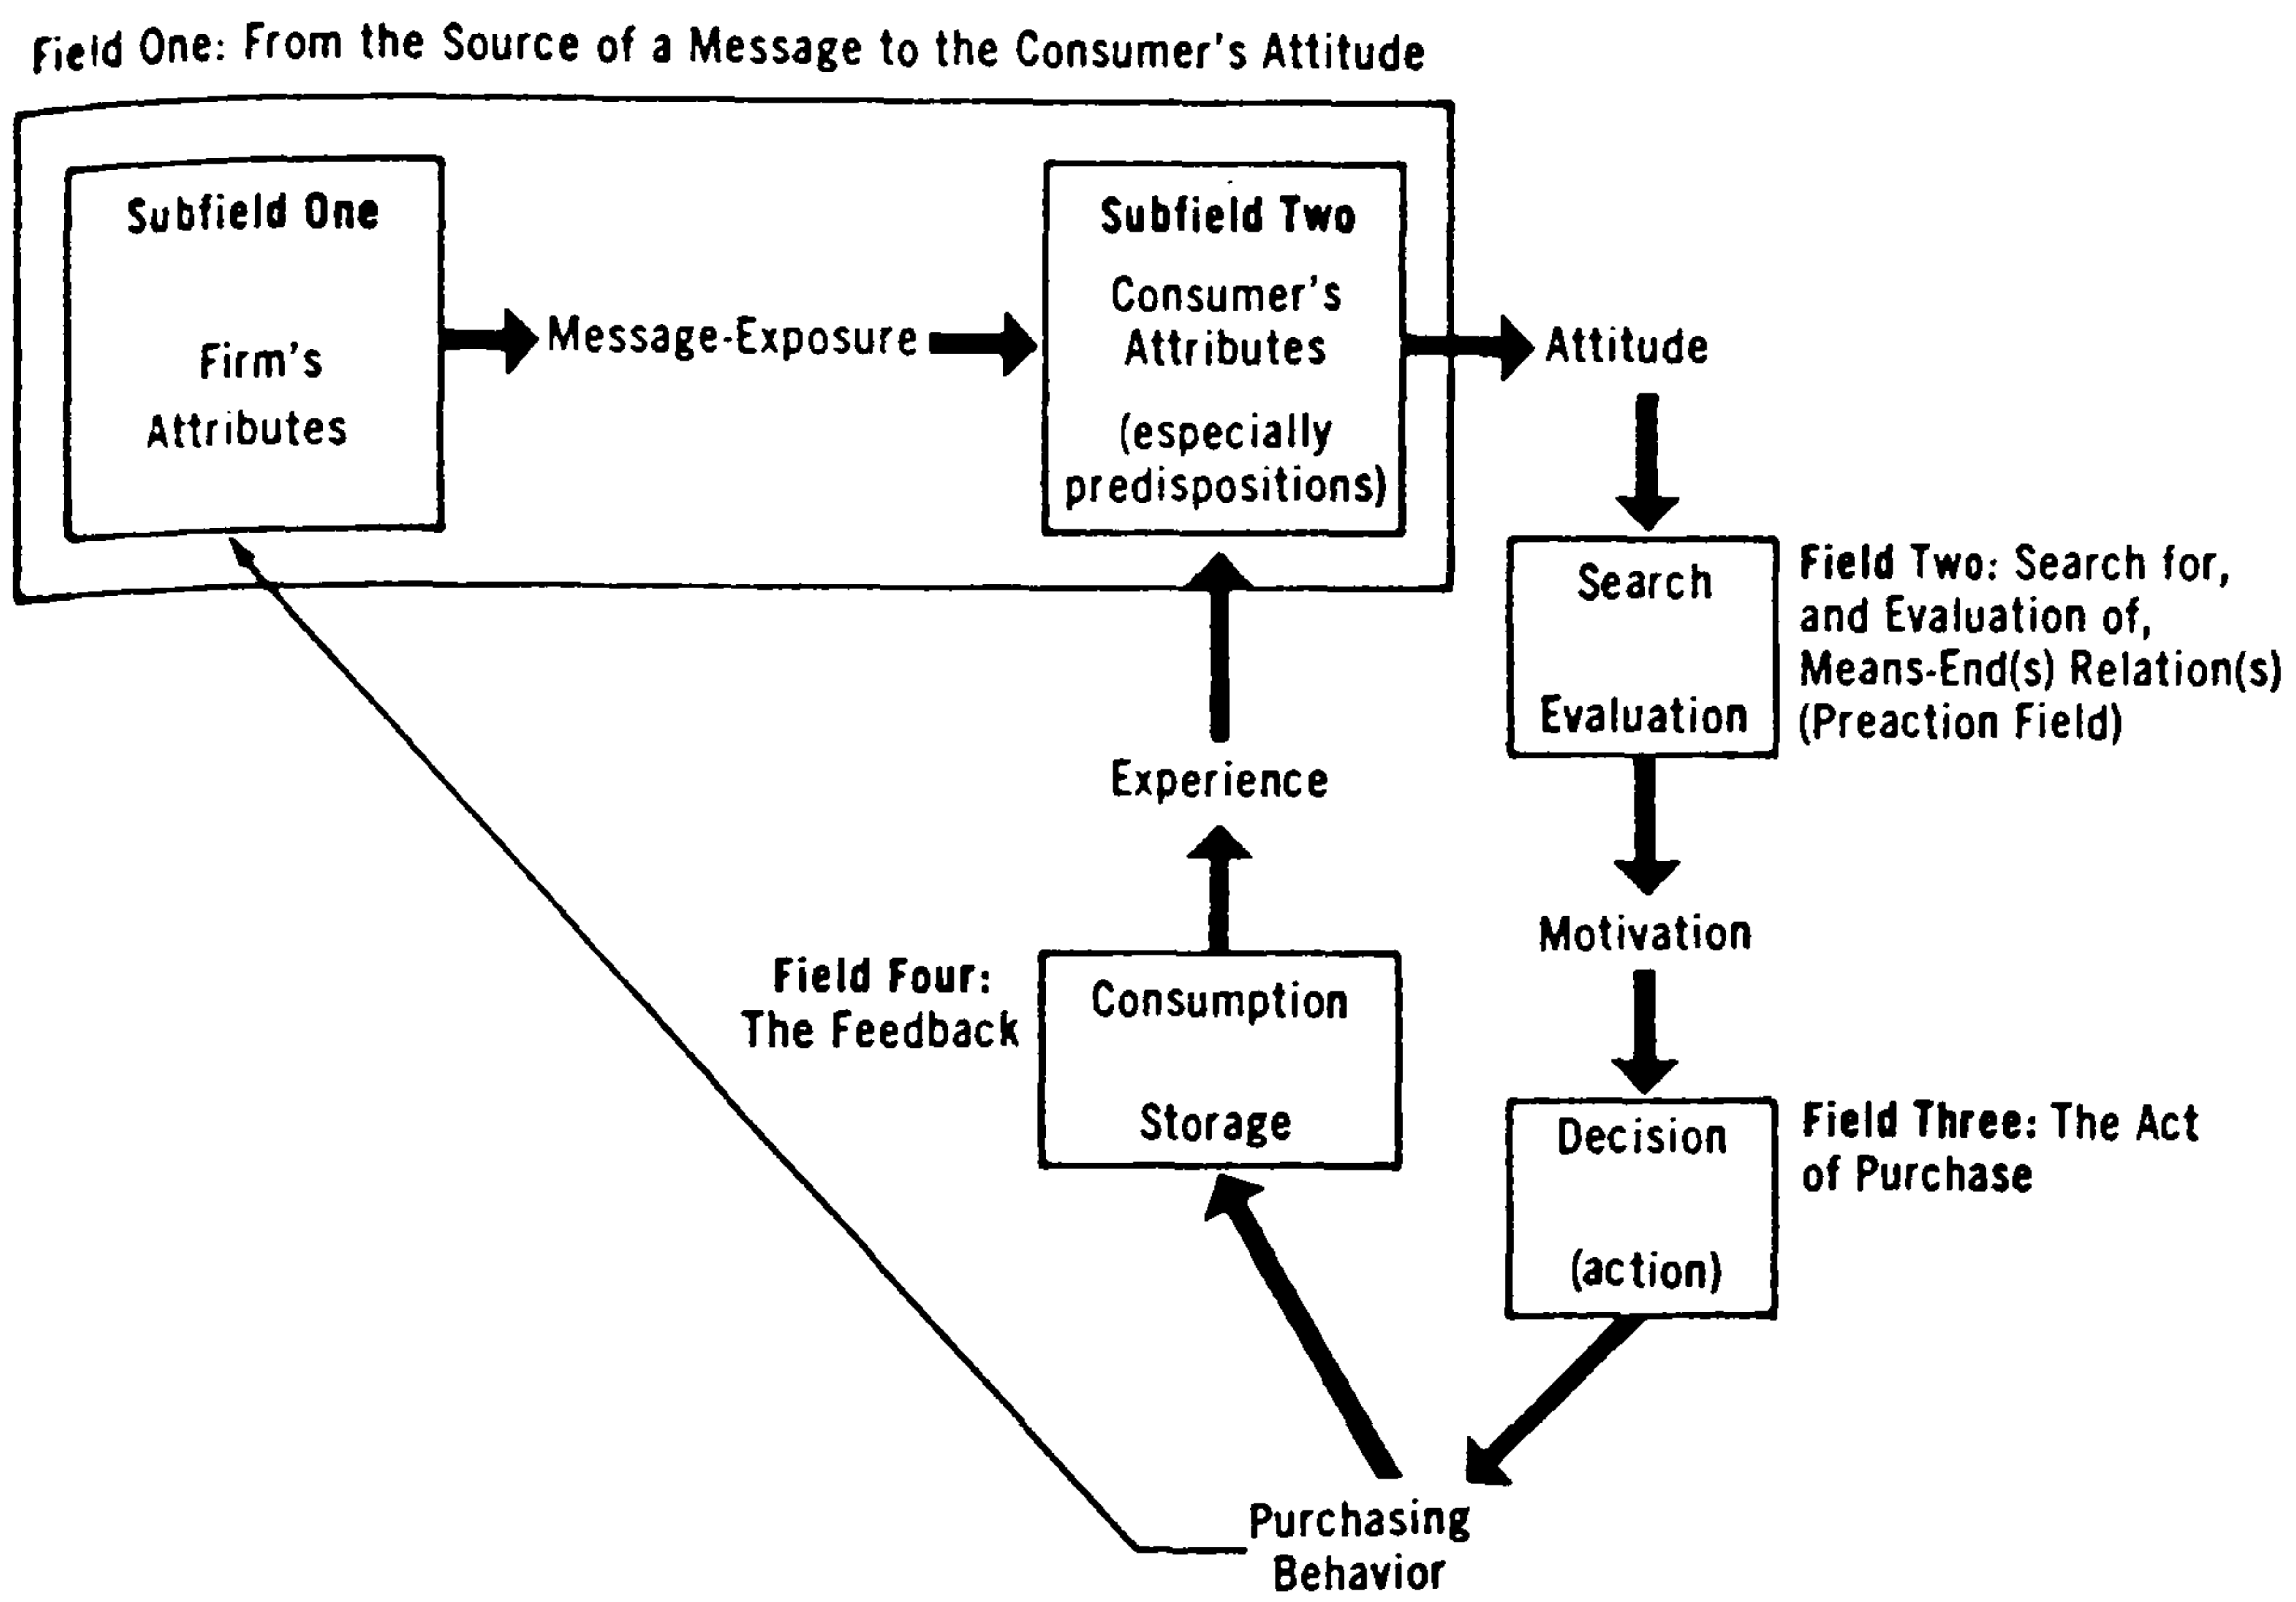 Field One: From the Source of a Message to the Consumer's Attitude
Subfield One
Firm's
Attributes
Message-Exposure
Subfield Two
Consumer's
Attributes
(especially
predispositions)
Attitude
Search
Evaluation
Field Two: Search for,
and Evaluation of,
Means-End(s) Relation(s)
(Preaction Field)
Experience
Motivation
Field Four:
The Feedback
Consumption
Storage
Decision
(action)
Field Three: The Act
of Purchase
Purchasing
Behavior